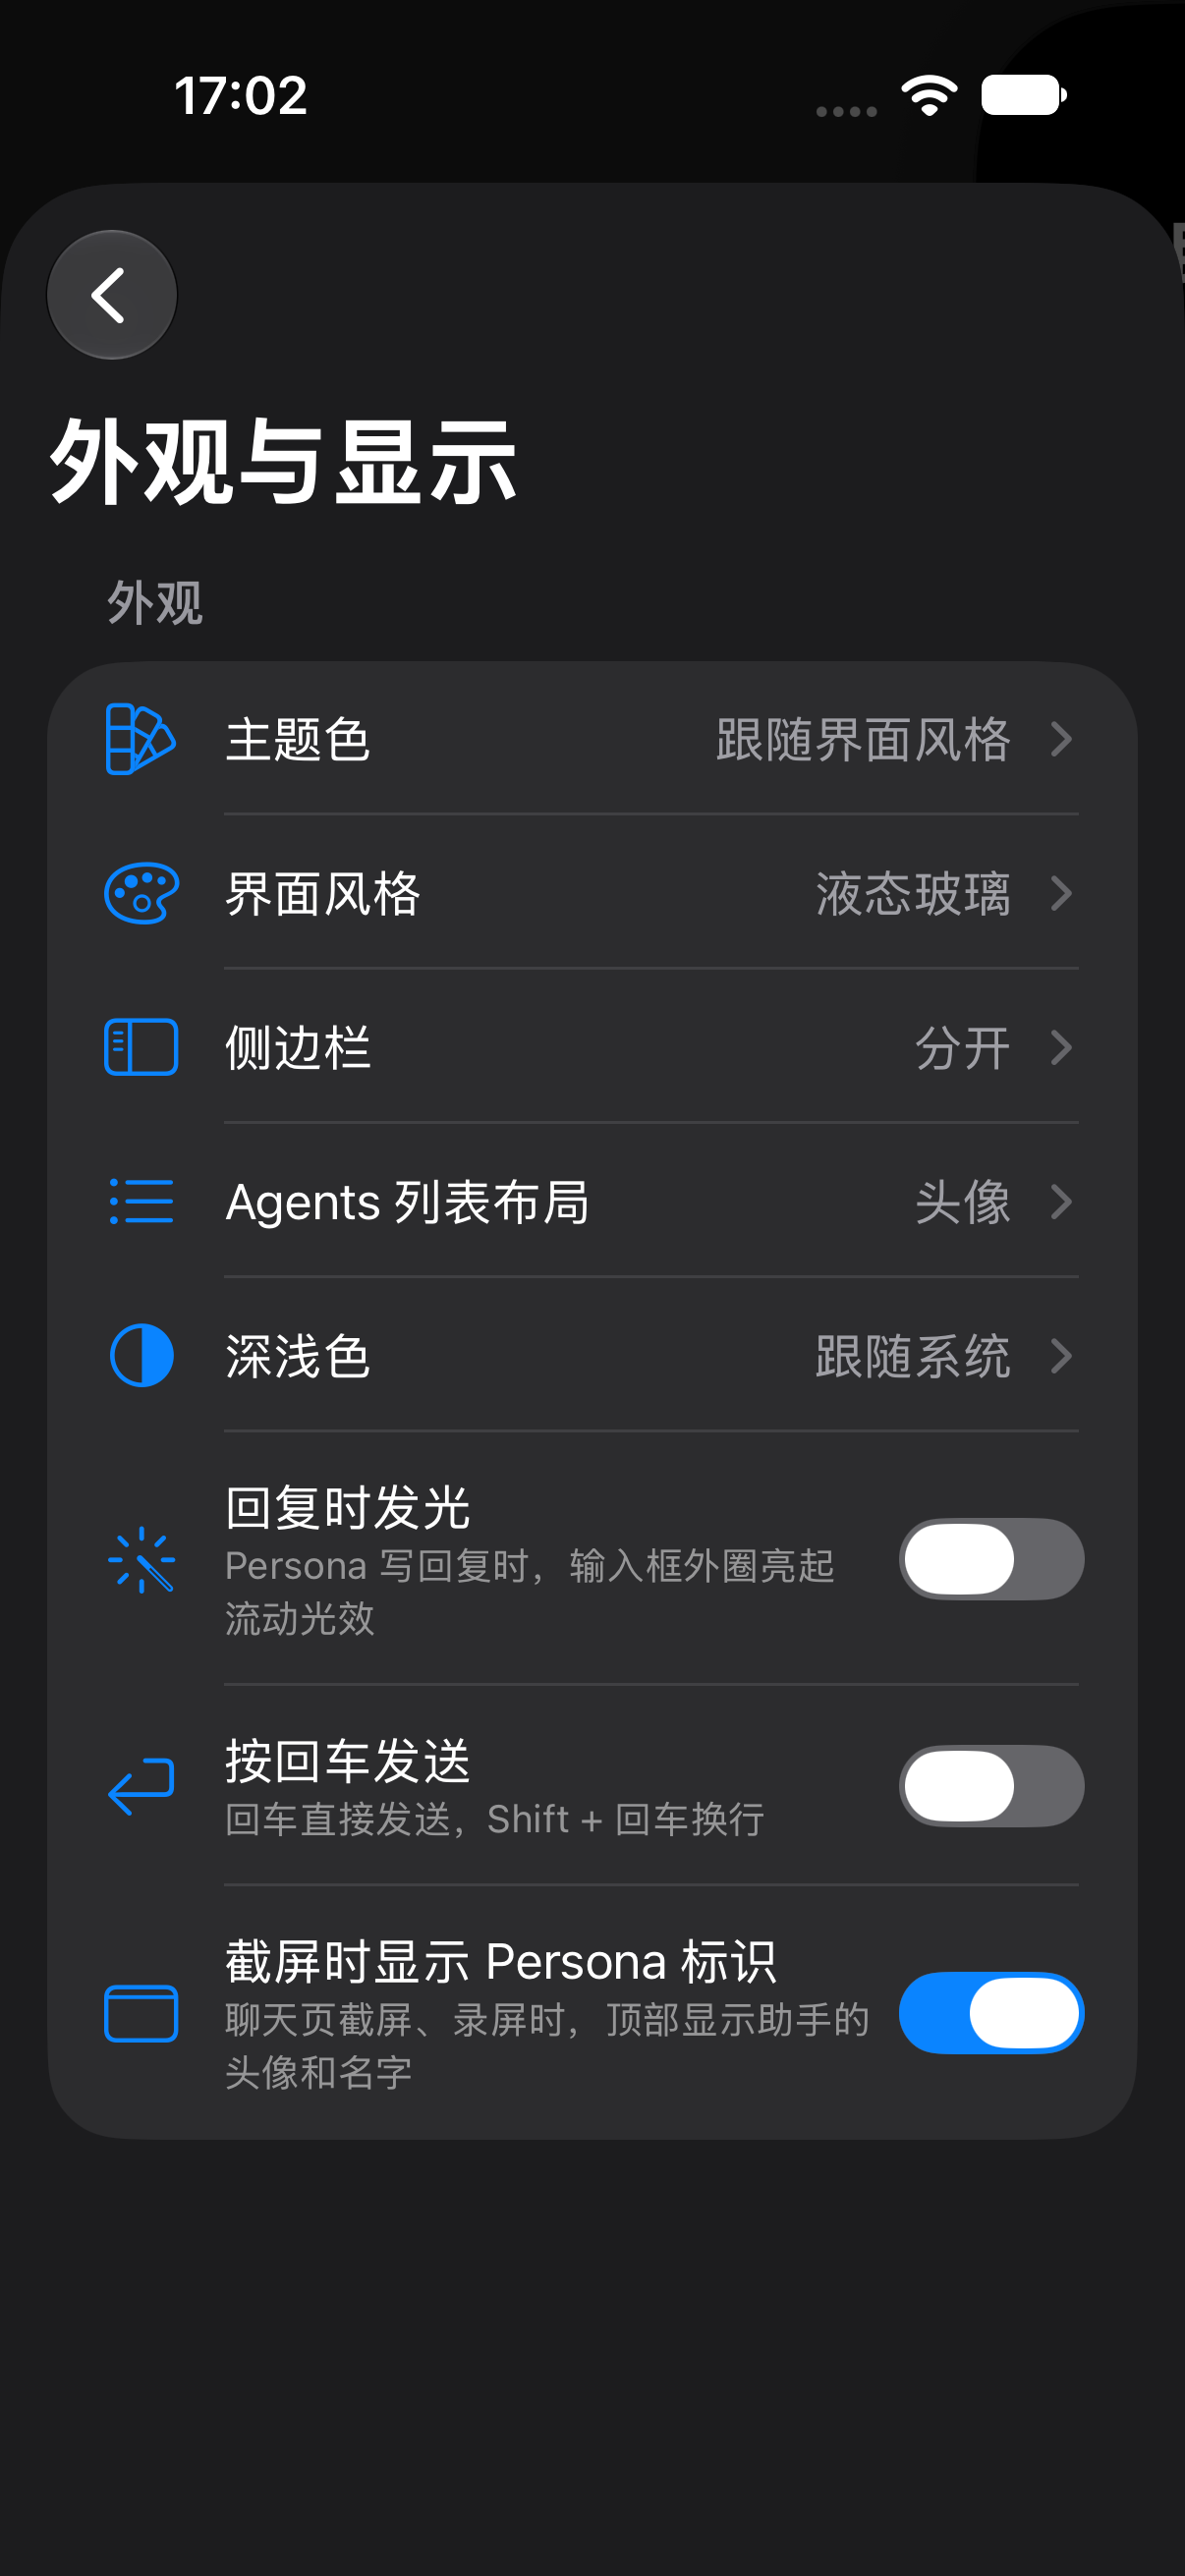 17:02
外观与显示
外观
主题色 跟随界面风格
界面风格 液态玻璃
侧边栏 分开
Agents 列表布局 头像
深浅色 跟随系统
回复时发光
Persona 写回复时，输入框外圈亮起
流动光效
按回车发送
回车直接发送，Shift + 回车换行
截屏时显示 Persona 标识
聊天页截屏、录屏时，顶部显示助手的
头像和名字